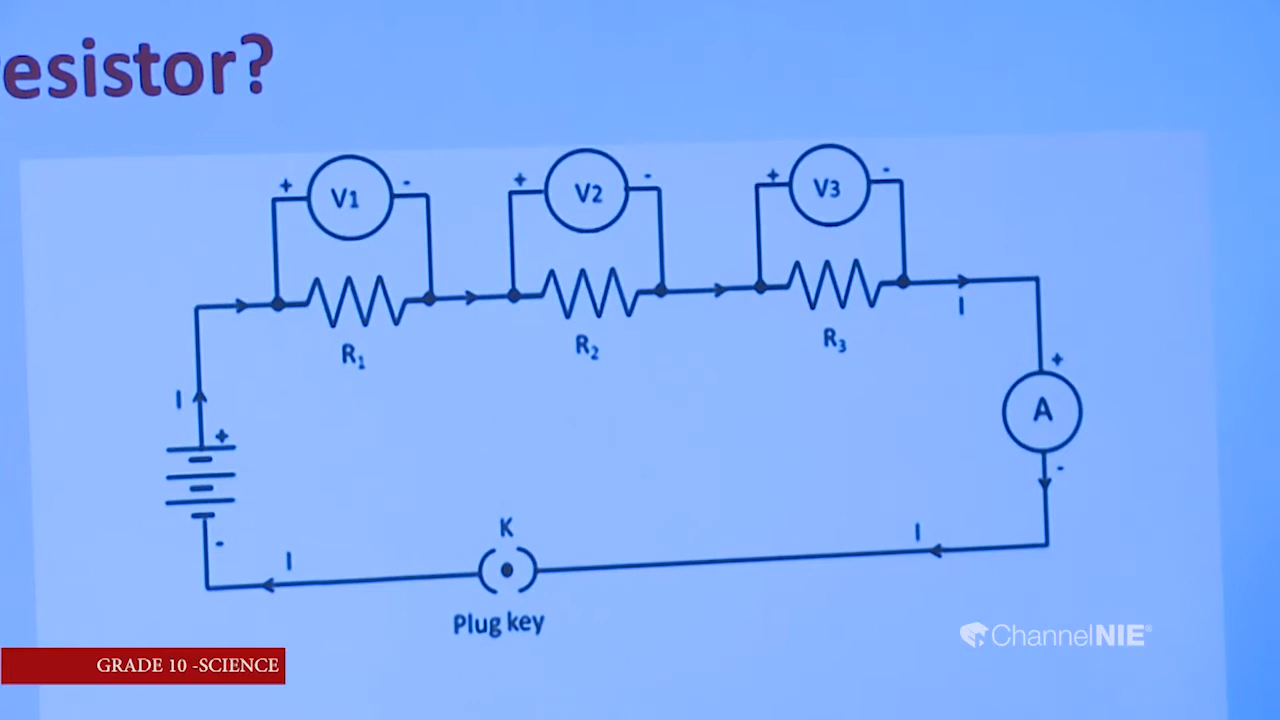 esistor?
+ V1 -
+ V2 -
+ V3 -
R₁
R₂
R₃
I
I
+
A
-
+
-
I
K
I
Plug key
ChannelNIE®
GRADE 10 -SCIENCE